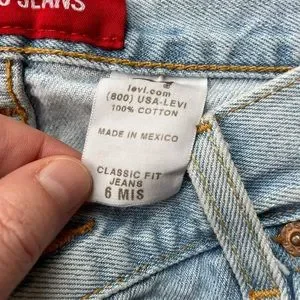 JEANS
levi.com
(800) USA-LEVI
100% COTTON
MADE IN MEXICO
CLASSIC FIT
JEANS
6 MIS